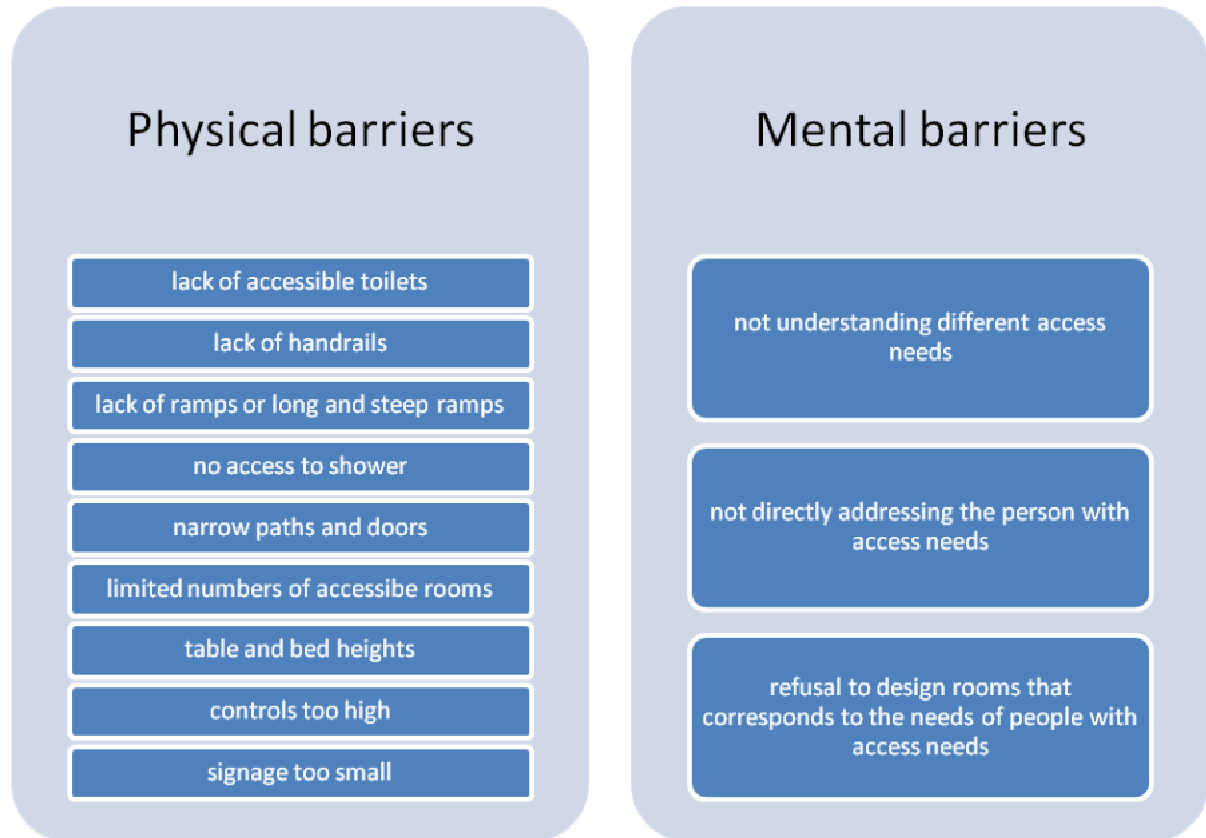 Physical barriers
lack of accessible toilets
lack of handrails
lack of ramps or long and steep ramps
no access to shower
narrow paths and doors
limited numbers of accessibe rooms
table and bed heights
controls too high
signage too small
Mental barriers
not understanding different access
needs
not directly addressing the person with
access needs
refusal to design rooms that
corresponds to the needs of people with
access needs